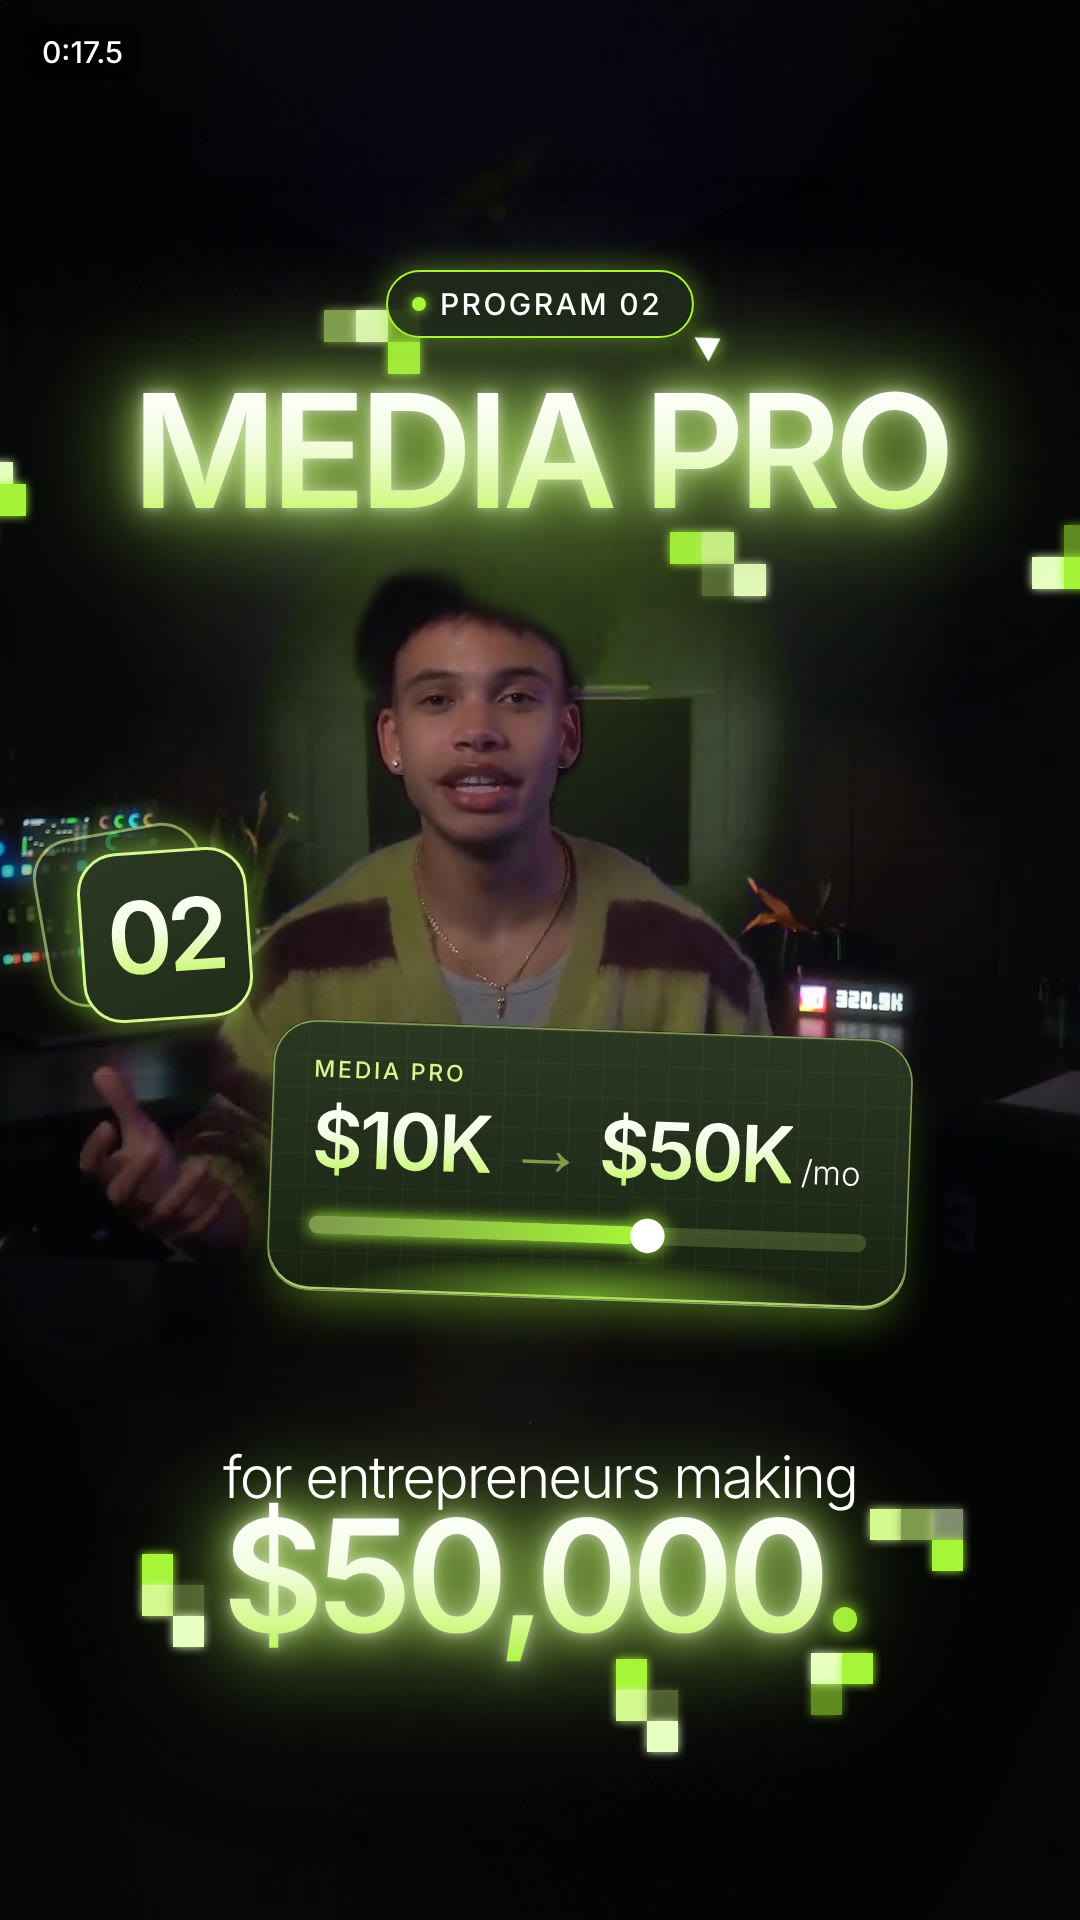 0:17.5
PROGRAM 02
MEDIA PRO
02
320.9K
MEDIA PRO
$10K → $50K /mo
for entrepreneurs making
$50,000.